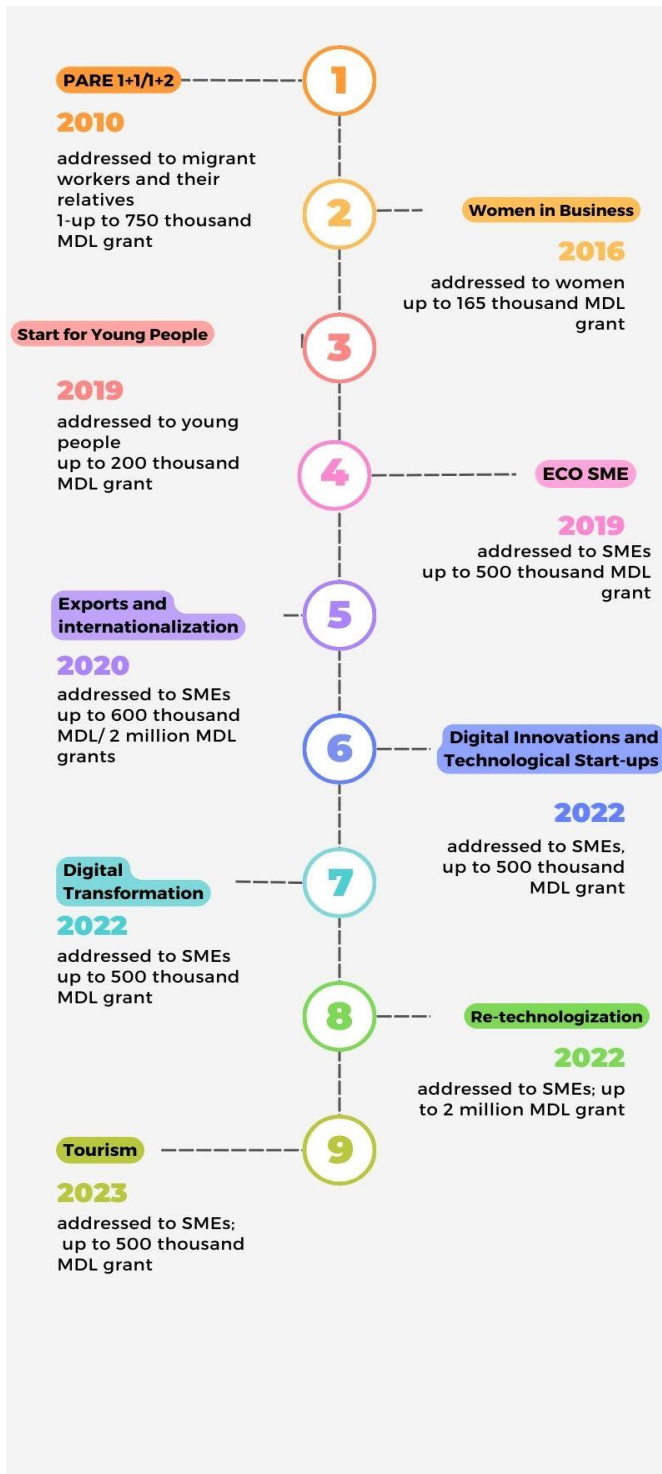 1
PARE 1+1/1+2
2010
addressed to migrant
workers and their
relatives
1-up to 750 thousand
MDL grant
2
Women in Business
2016
addressed to women
up to 165 thousand MDL
grant
3
Start for Young People
2019
addressed to young
people
up to 200 thousand
MDL grant
4
ECO SME
2019
addressed to SMEs
up to 500 thousand MDL
grant
5
Exports and
internationalization
2020
addressed to SMEs
up to 600 thousand
MDL/ 2 million MDL
grants
6
Digital Innovations and
Technological Start-ups
2022
addressed to SMEs,
up to 500 thousand
MDL grant
7
Digital
Transformation
2022
addressed to SMEs
up to 500 thousand
MDL grant
8
Re-technologization
2022
addressed to SMEs; up
to 2 million MDL grant
9
Tourism
2023
addressed to SMEs;
up to 500 thousand
MDL grant